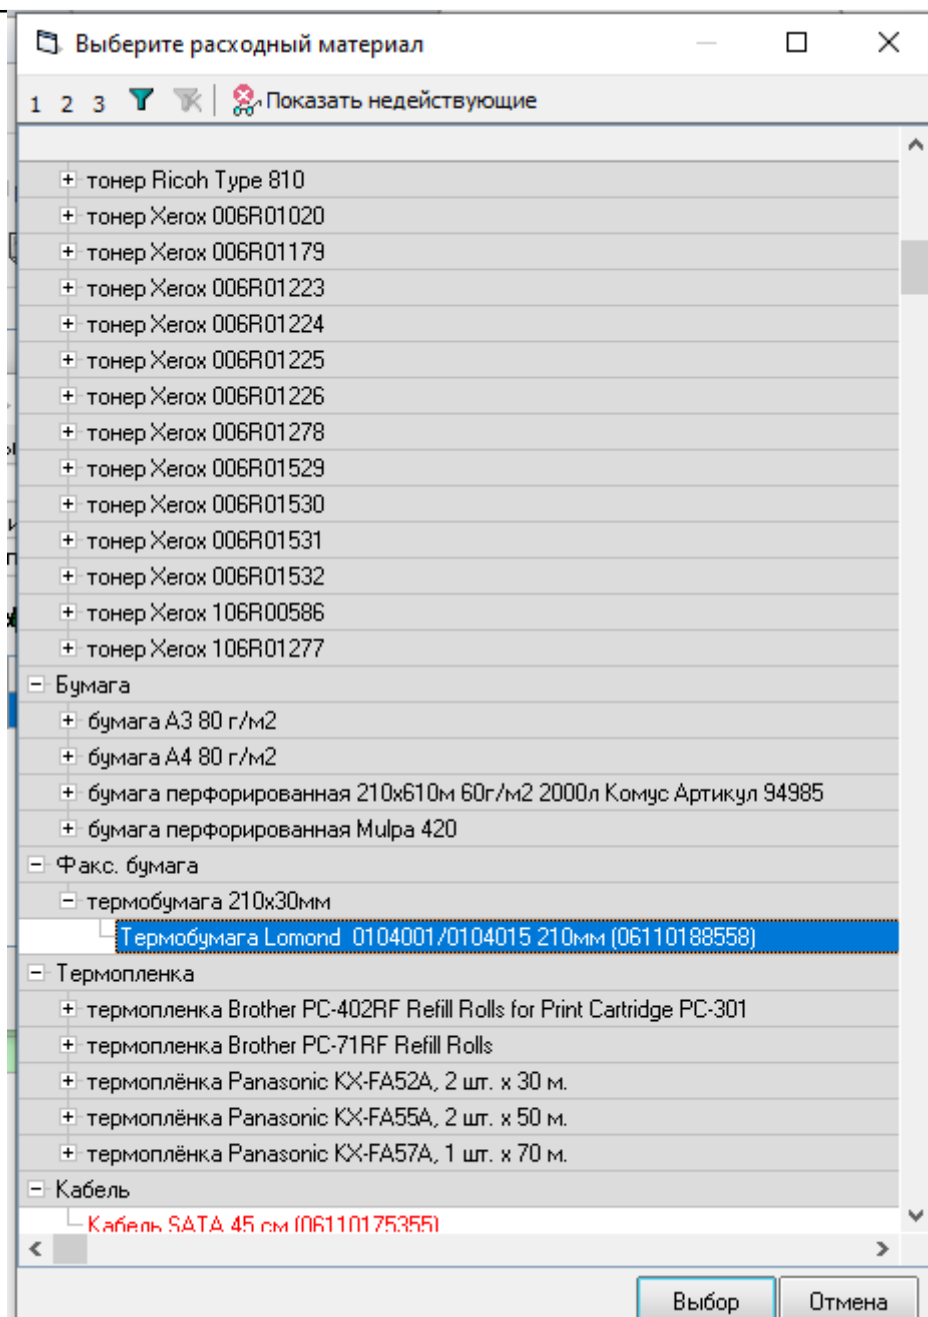 Выберите расходный материал
1 2 3 Показать недействующие
тонер Ricoh Type 810
тонер Xerox 006R01020
тонер Xerox 006R01179
тонер Xerox 006R01223
тонер Xerox 006R01224
тонер Xerox 006R01225
тонер Xerox 006R01226
тонер Xerox 006R01278
тонер Xerox 006R01529
тонер Xerox 006R01530
тонер Xerox 006R01531
тонер Xerox 006R01532
тонер Xerox 106R00586
тонер Xerox 106R01277
Бумага
бумага А3 80 г/м2
бумага А4 80 г/м2
бумага перфорированная 210х610м 60г/м2 2000л Комус Артикул 94985
бумага перфорированная Mulpa 420
Факс. бумага
термобумага 210х30мм
Термобумага Lomond 0104001/0104015 210мм (06110188558)
Термопленка
термопленка Brother PC-402RF Refill Rolls for Print Cartridge PC-301
термопленка Brother PC-71RF Refill Rolls
термоплёнка Panasonic KX-FA52A, 2 шт. х 30 м.
термоплёнка Panasonic KX-FA55A, 2 шт. х 50 м.
термоплёнка Panasonic KX-FA57A, 1 шт. х 70 м.
Кабель
Кабель SATA 45 см (06110175355)
Выбор Отмена